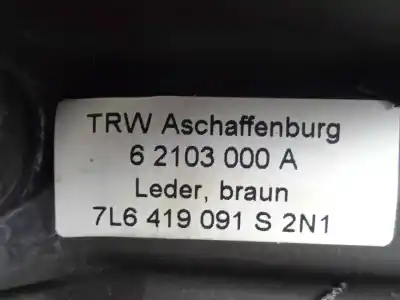 TRW Aschaffenburg
6 2103 000 A
Leder, braun
7L6 419 091 S 2N1